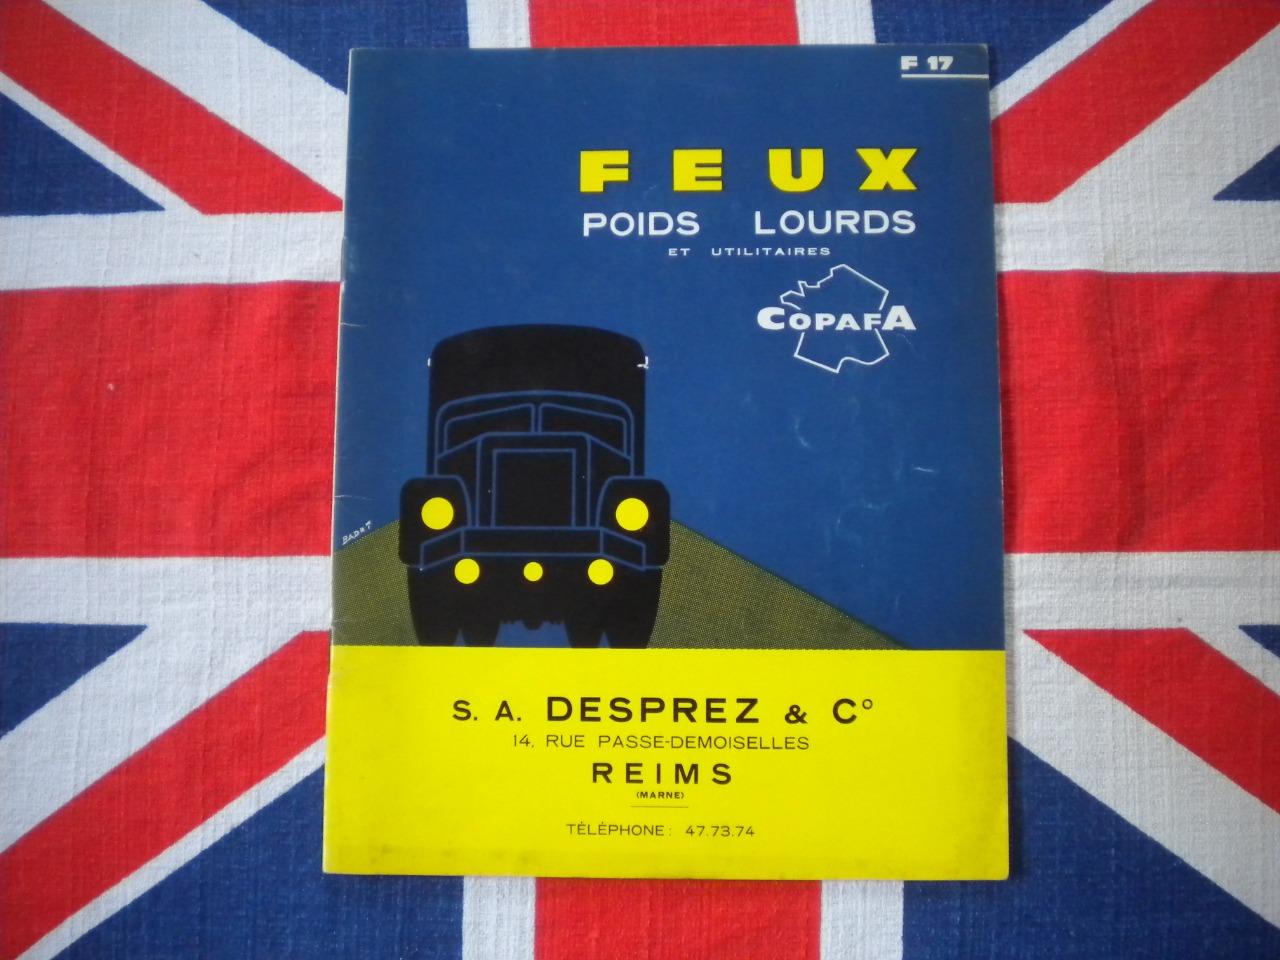 F 17
FEUX
POIDS LOURDS
ET UTILITAIRES
COPAFA
S. A. DESPREZ & C°
14, RUE PASSE-DEMOISELLES
REIMS
(MARNE)
TÉLÉPHONE : 47.73.74